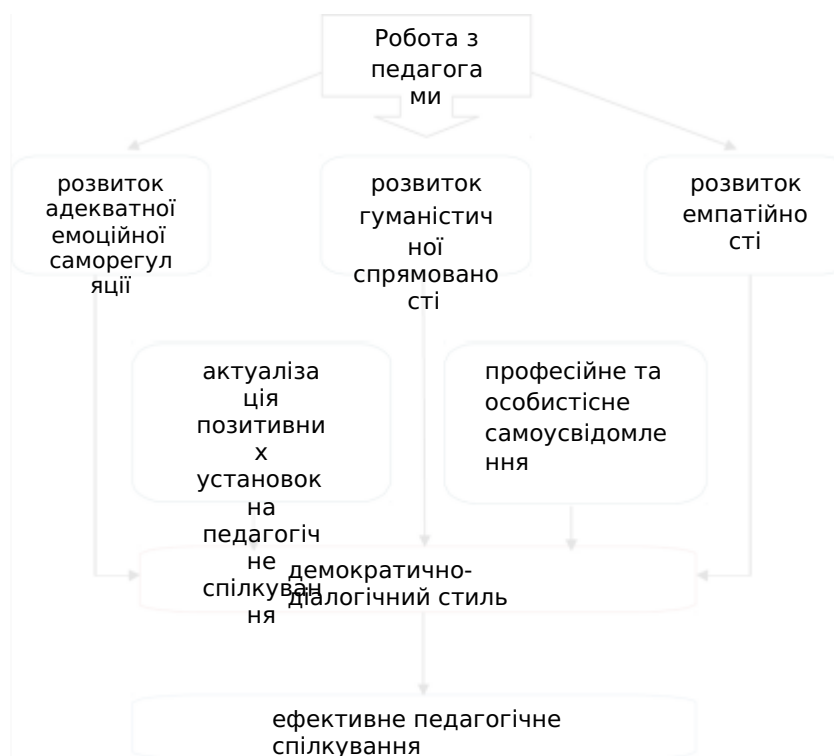 Робота з
педагога
ми
розвиток
адекватної
емоційної
саморегул
яції
розвиток
гуманістич
ної
спрямовано
сті
розвиток
емпатійно
сті
актуаліза
ція
позитивни
х
установок
на
педагогіч
не
спілкуван
ня
професійне та
особистісне
самоусвідомле
ння
демократично-
діалогічний стиль
ефективне педагогічне
спілкування